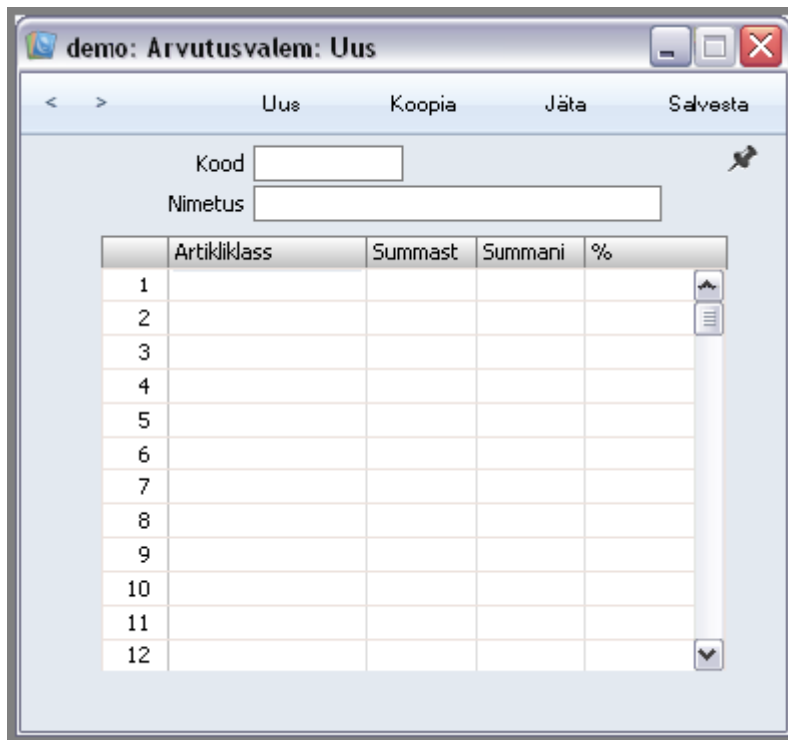 demo: Arvutusvalem: Uus
< > Uus Koopia Jäta Salvesta
Kood
Nimetus
Artikliklass Summast Summani %
1
2
3
4
5
6
7
8
9
10
11
12